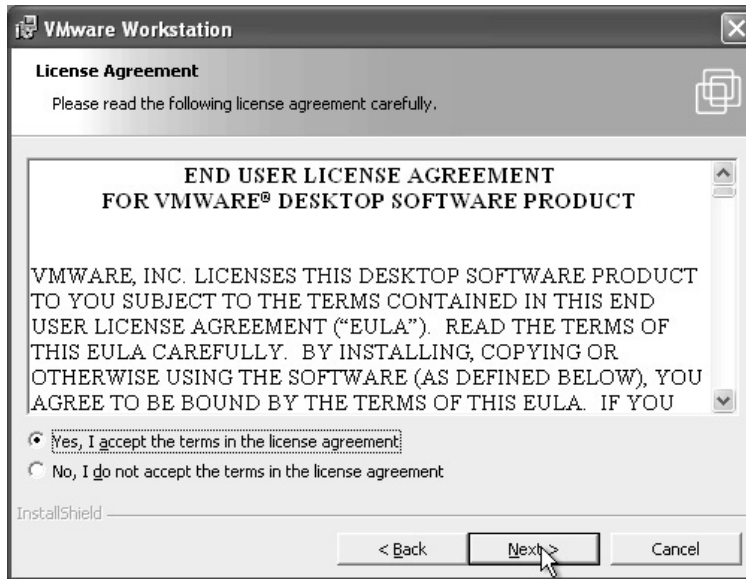 VMware Workstation
License Agreement
Please read the following license agreement carefully.
END USER LICENSE AGREEMENT
FOR VMWARE® DESKTOP SOFTWARE PRODUCT
VMWARE, INC. LICENSES THIS DESKTOP SOFTWARE PRODUCT
TO YOU SUBJECT TO THE TERMS CONTAINED IN THIS END
USER LICENSE AGREEMENT (“EULA”).  READ THE TERMS OF
THIS EULA CAREFULLY.  BY INSTALLING, COPYING OR
OTHERWISE USING THE SOFTWARE (AS DEFINED BELOW), YOU
AGREE TO BE BOUND BY THE TERMS OF THIS EULA.  IF YOU
Yes, I accept the terms in the license agreement
No, I do not accept the terms in the license agreement
InstallShield
< Back Next > Cancel